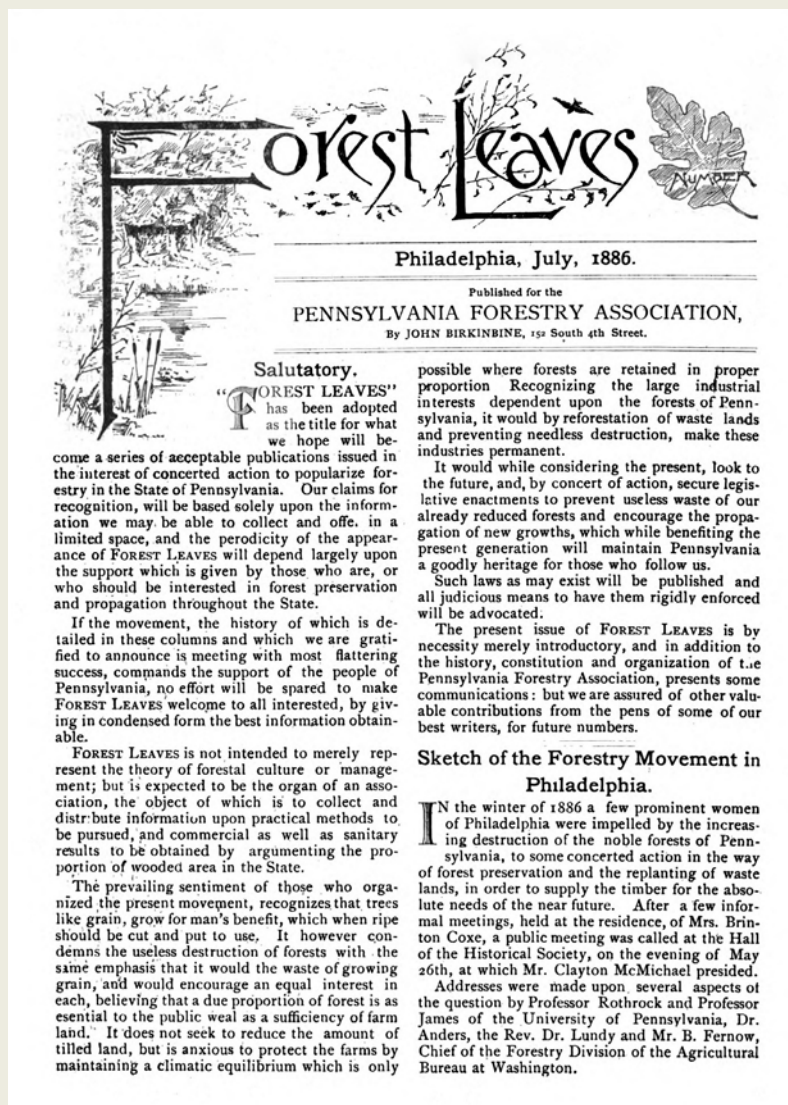 Forest Leaves
NUMBER
Philadelphia, July, 1886.
Published for the
PENNSYLVANIA FORESTRY ASSOCIATION,
By JOHN BIRKINBINE, 152 South 4th Street.
Salutatory.
"FOREST LEAVES"
has been adopted
as the title for what
we hope will be-
come a series of acceptable publications issued in
the interest of concerted action to popularize for-
estry in the State of Pennsylvania. Our claims for
recognition, will be based solely upon the inform-
ation we may be able to collect and offe. in a
limited space, and the perodicity of the appear-
ance of FOREST LEAVES will depend largely upon
the support which is given by those who are, or
who should be interested in forest preservation
and propagation throughout the State.
If the movement, the history of which is de-
tailed in these columns and which we are grati-
fied to announce is meeting with most flattering
success, commands the support of the people of
Pennsylvania, no effort will be spared to make
FOREST LEAVES welcome to all interested, by giv-
ing in condensed form the best information obtain-
able.
FOREST LEAVES is not intended to merely rep-
resent the theory of forestal culture or manage-
ment; but is expected to be the organ of an asso-
ciation, the object of which is to collect and
distribute information upon practical methods to
be pursued, and commercial as well as sanitary
results to be obtained by argumenting the pro-
portion of wooded area in the State.
The prevailing sentiment of those who orga-
nized the present movement, recognizes that trees
like grain, grow for man's benefit, which when ripe
should be cut and put to use. It however con-
demns the useless destruction of forests with the
same emphasis that it would the waste of growing
grain, and would encourage an equal interest in
each, believing that a due proportion of forest is as
esential to the public weal as a sufficiency of farm
land. It does not seek to reduce the amount of
tilled land, but is anxious to protect the farms by
maintaining a climatic equilibrium which is only
possible where forests are retained in proper
proportion Recognizing the large industrial
interests dependent upon the forests of Penn-
sylvania, it would by reforestation of waste lands
and preventing needless destruction, make these
industries permanent.
It would while considering the present, look to
the future, and, by concert of action, secure legis-
lative enactments to prevent useless waste of our
already reduced forests and encourage the propa-
gation of new growths, which while benefiting the
present generation will maintain Pennsylvania
a goodly heritage for those who follow us.
Such laws as may exist will be published and
all judicious means to have them rigidly enforced
will be advocated.
The present issue of FOREST LEAVES is by
necessity merely introductory, and in addition to
the history, constitution and organization of the
Pennsylvania Forestry Association, presents some
communications: but we are assured of other valu-
able contributions from the pens of some of our
best writers, for future numbers.
Sketch of the Forestry Movement in
Philadelphia.
IN the winter of 1886 a few prominent women
of Philadelphia were impelled by the increas-
ing destruction of the noble forests of Penn-
sylvania, to some concerted action in the way
of forest preservation and the replanting of waste
lands, in order to supply the timber for the abso-
lute needs of the near future. After a few infor-
mal meetings, held at the residence, of Mrs. Brin-
ton Coxe, a public meeting was called at the Hall
of the Historical Society, on the evening of May
26th, at which Mr. Clayton McMichael presided.
Addresses were made upon several aspects of
the question by Professor Rothrock and Professor
James of the University of Pennsylvania, Dr.
Anders, the Rev. Dr. Lundy and Mr. B. Fernow,
Chief of the Forestry Division of the Agricultural
Bureau at Washington.